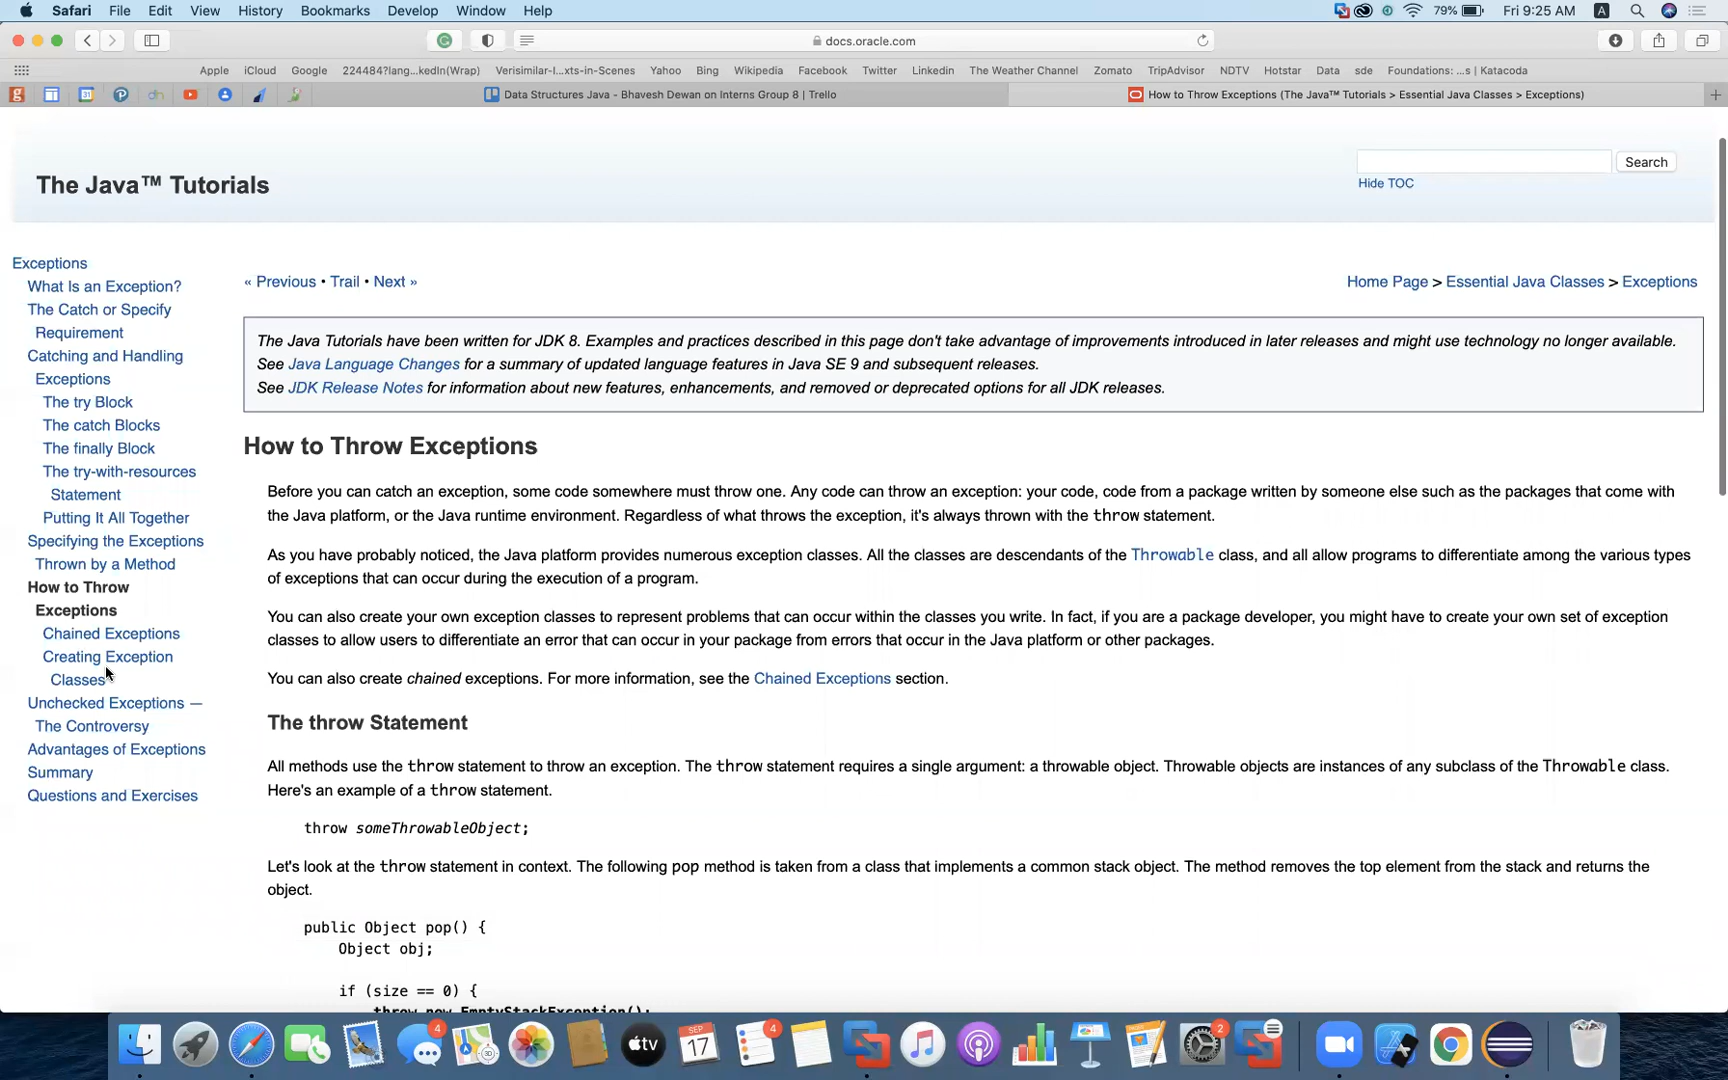 Safari File Edit View History Bookmarks Develop Window Help
79% Fri 9:25 AM A
docs.oracle.com
Apple iCloud Google 224484?lang...kedIn(Wrap) Verisimilar-I...xts-in-Scenes Yahoo Bing Wikipedia Facebook Twitter Linkedin The Weather Channel Zomato TripAdvisor NDTV Hotstar Data sde Foundations: ...s | Katacoda
Data Structures Java - Bhavesh Dewan on Interns Group 8 | Trello
How to Throw Exceptions (The Java™ Tutorials > Essential Java Classes > Exceptions)
The Java™ Tutorials
Search
Hide TOC
Exceptions
What Is an Exception?
The Catch or Specify
Requirement
Catching and Handling
Exceptions
The try Block
The catch Blocks
The finally Block
The try-with-resources
Statement
Putting It All Together
Specifying the Exceptions
Thrown by a Method
How to Throw
Exceptions
Chained Exceptions
Creating Exception
Classes
Unchecked Exceptions —
The Controversy
Advantages of Exceptions
Summary
Questions and Exercises
« Previous • Trail • Next »
Home Page > Essential Java Classes > Exceptions
The Java Tutorials have been written for JDK 8. Examples and practices described in this page don't take advantage of improvements introduced in later releases and might use technology no longer available.
See Java Language Changes for a summary of updated language features in Java SE 9 and subsequent releases.
See JDK Release Notes for information about new features, enhancements, and removed or deprecated options for all JDK releases.
How to Throw Exceptions
Before you can catch an exception, some code somewhere must throw one. Any code can throw an exception: your code, code from a package written by someone else such as the packages that come with
the Java platform, or the Java runtime environment. Regardless of what throws the exception, it's always thrown with the throw statement.
As you have probably noticed, the Java platform provides numerous exception classes. All the classes are descendants of the Throwable class, and all allow programs to differentiate among the various types
of exceptions that can occur during the execution of a program.
You can also create your own exception classes to represent problems that can occur within the classes you write. In fact, if you are a package developer, you might have to create your own set of exception
classes to allow users to differentiate an error that can occur in your package from errors that occur in the Java platform or other packages.
You can also create chained exceptions. For more information, see the Chained Exceptions section.
The throw Statement
All methods use the throw statement to throw an exception. The throw statement requires a single argument: a throwable object. Throwable objects are instances of any subclass of the Throwable class.
Here's an example of a throw statement.
throw someThrowableObject;
Let's look at the throw statement in context. The following pop method is taken from a class that implements a common stack object. The method removes the top element from the stack and returns the
object.
public Object pop() {
Object obj;
if (size == 0) {
throw new EmptyStackException();
4 SEP 17 4 tv 2